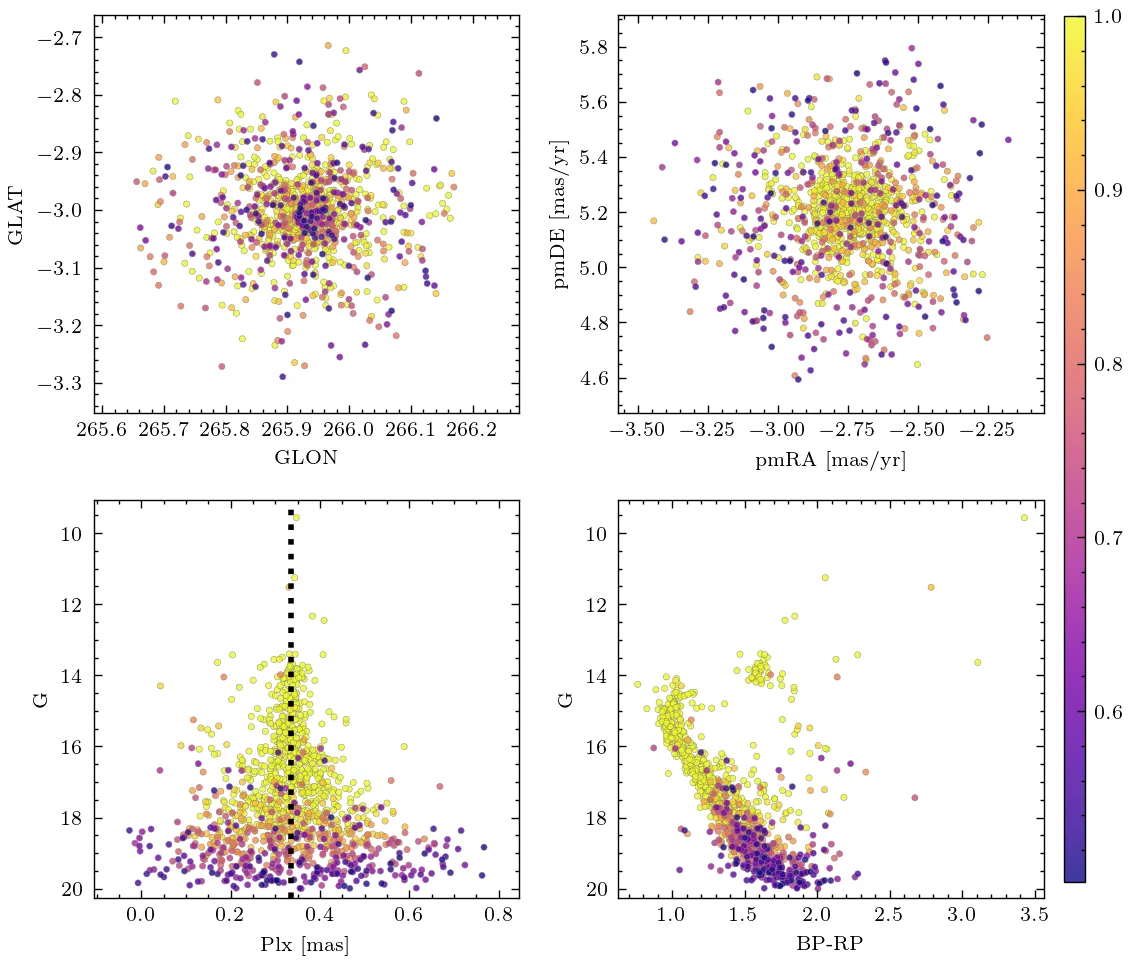 −2.7
−2.8
−2.9
−3.0
−3.1
−3.2
−3.3
GLAT
265.6 265.7 265.8 265.9 266.0 266.1 266.2
GLON
5.8
5.6
5.4
5.2
5.0
4.8
4.6
pmDE [mas/yr]
−3.50 −3.25 −3.00 −2.75 −2.50 −2.25
pmRA [mas/yr]
10
12
14
16
18
20
G
0.0 0.2 0.4 0.6 0.8
Plx [mas]
10
12
14
16
18
20
G
1.0 1.5 2.0 2.5 3.0 3.5
BP-RP
1.0
0.9
0.8
0.7
0.6